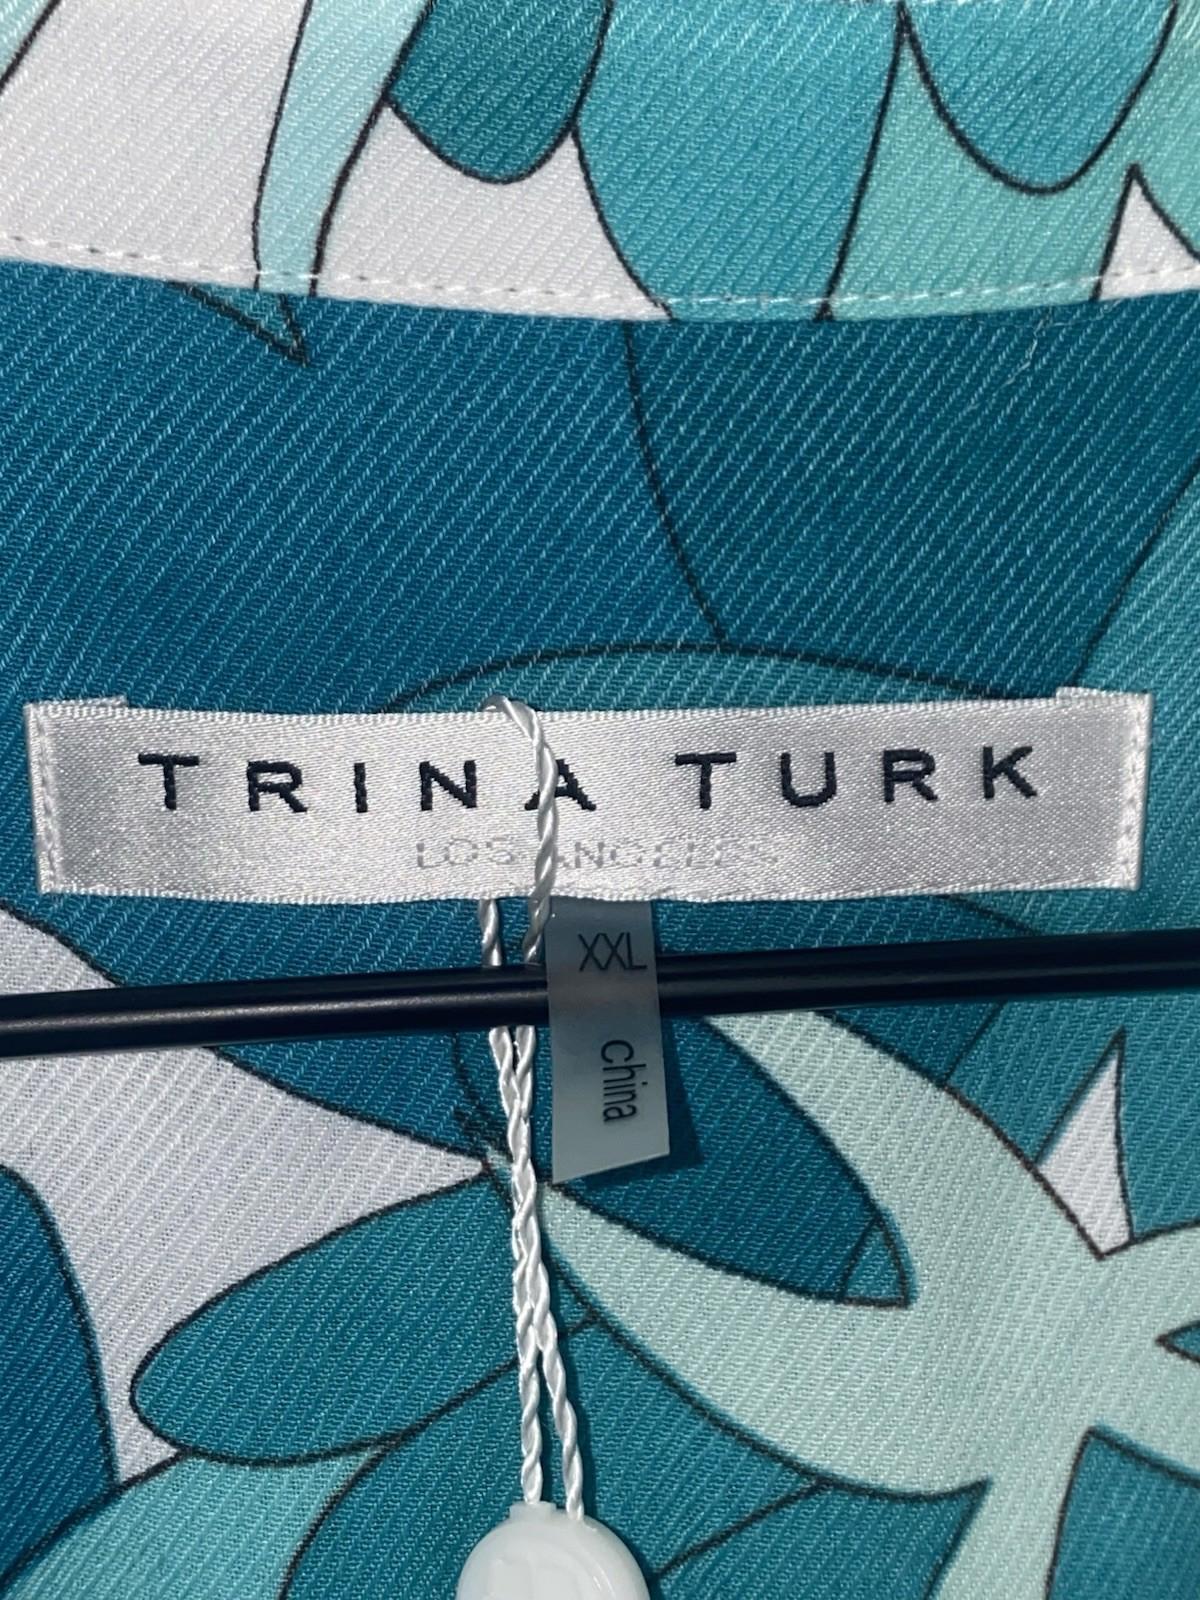 TRINA TURK
LOS ANGELES
XXL
China